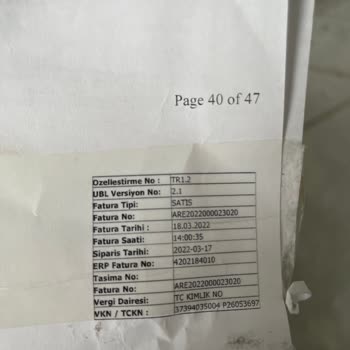 Page 40 of 47
Ozellestirme No : TR1.2
UBL Versiyon No: 2.1
Fatura Tipi: SATIS
Fatura No: ARE2022000023020
Fatura Tarihi : 18.03.2022
Fatura Saati: 14:00:35
Siparis Tarihi: 2022-03-17
ERP Fatura No: 4202184010
Tasima No:
Fatura No: ARE2022000023020
Vergi Dairesi: TC KIMLIK NO
VKN / TCKN : 37394035004 P26053697